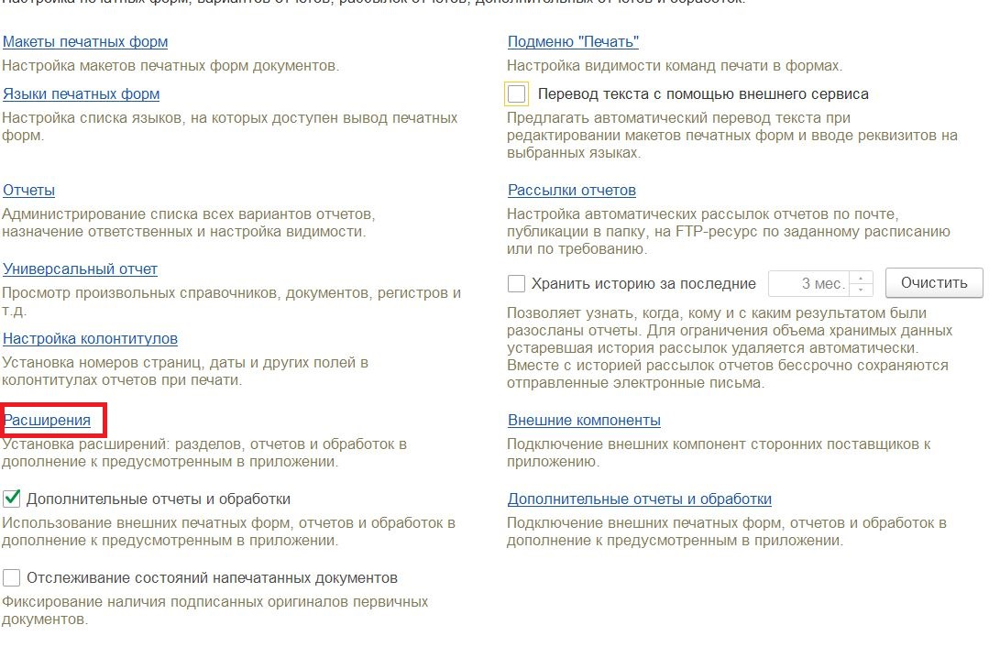 Настройка печатных форм, вариантов отчетов, рассылок отчетов, дополнительных отчетов и обработок.
Макеты печатных форм
Настройка макетов печатных форм документов.
Языки печатных форм
Настройка списка языков, на которых доступен вывод печатных
форм.
Подменю "Печать"
Настройка видимости команд печати в формах.
Перевод текста с помощью внешнего сервиса
Предлагать автоматический перевод текста при
редактировании макетов печатных форм и вводе реквизитов на
выбранных языках.
Отчеты
Администрирование списка всех вариантов отчетов,
назначение ответственных и настройка видимости.
Универсальный отчет
Просмотр произвольных справочников, документов, регистров и
т.д.
Настройка колонтитулов
Установка номеров страниц, даты и других полей в
колонтитулах отчетов при печати.
Рассылки отчетов
Настройка автоматических рассылок отчетов по почте,
публикации в папку, на FTP-ресурс по заданному расписанию
или по требованию.
Хранить историю за последние 3 мес. Очистить
Позволяет узнать, когда, кому и с каким результатом были
разосланы отчеты. Для ограничения объема хранимых данных
устаревшая история рассылок удаляется автоматически.
Вместе с историей рассылок отчетов бессрочно сохраняются
отправленные электронные письма.
Расширения
Установка расширений: разделов, отчетов и обработок в
дополнение к предусмотренным в приложении.
Внешние компоненты
Подключение внешних компонент сторонних поставщиков к
приложению.
Дополнительные отчеты и обработки
Использование внешних печатных форм, отчетов и обработок в
дополнение к предусмотренным в приложении.
Дополнительные отчеты и обработки
Подключение внешних печатных форм, отчетов и обработок в
дополнение к предусмотренным в приложении.
Отслеживание состояний напечатанных документов
Фиксирование наличия подписанных оригиналов первичных
документов.